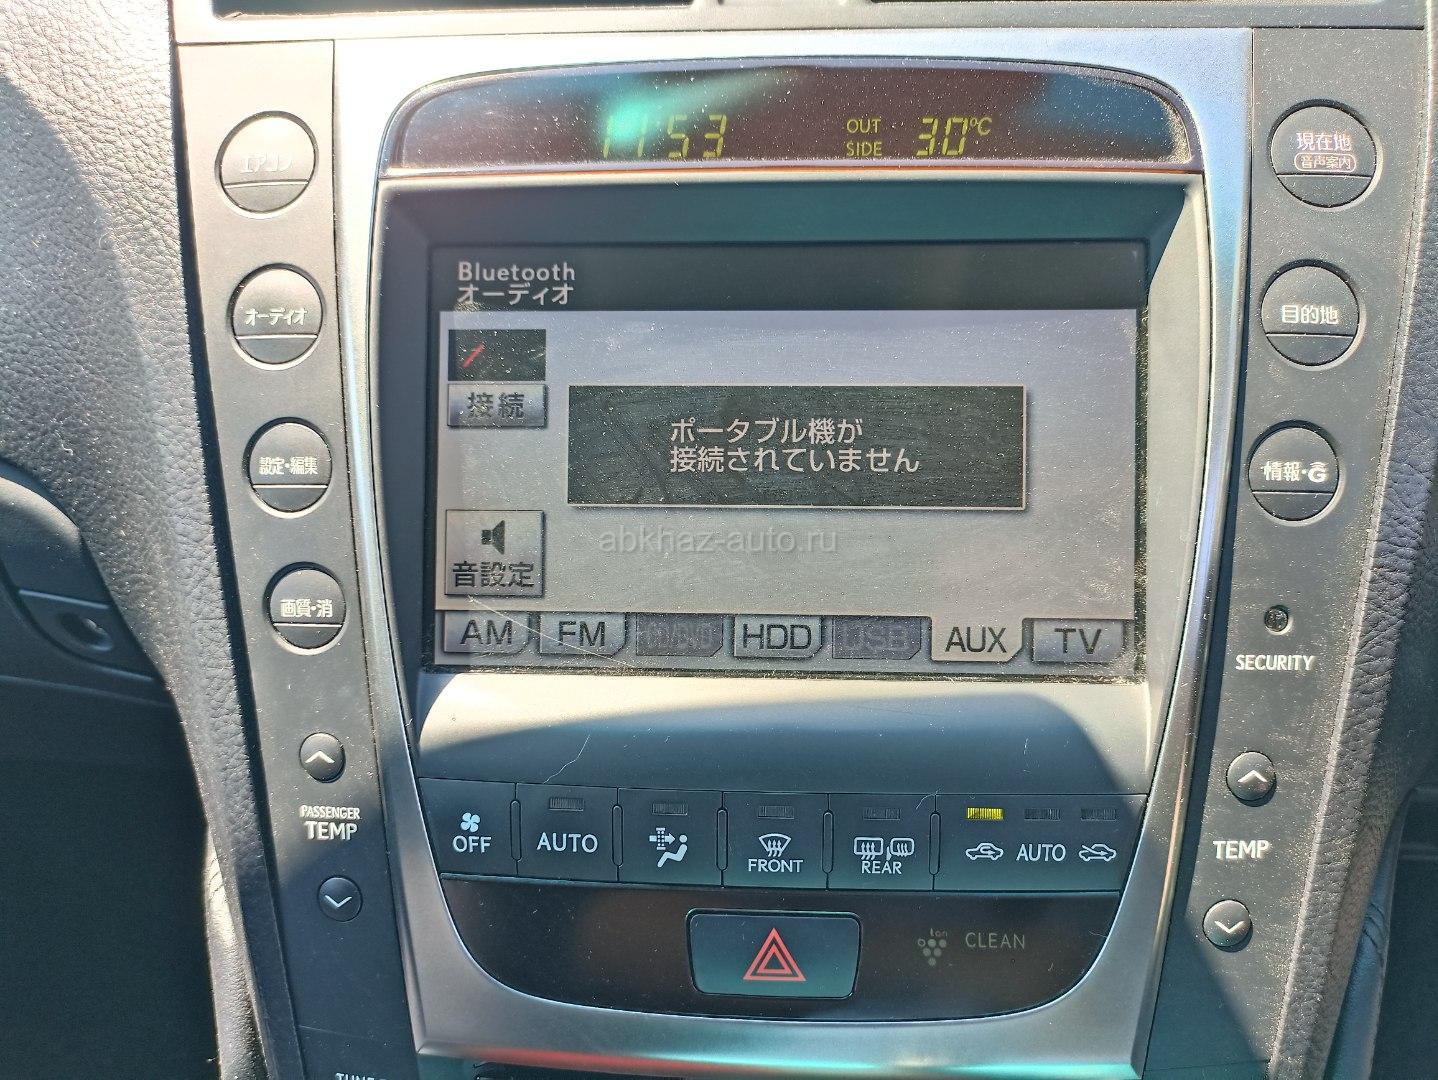 11:53
OUT SIDE 30℃
エアコン
オーディオ
設定・編集
画質・消
PASSENGER
TEMP
現在地
音声案内
目的地
情報・G
SECURITY
TEMP
Bluetooth
オーディオ
接続
ポータブル機が
接続されていません
音設定
AM FM HDD USB AUX TV
abkhaz-auto.ru
OFF AUTO FRONT REAR AUTO
ion CLEAN